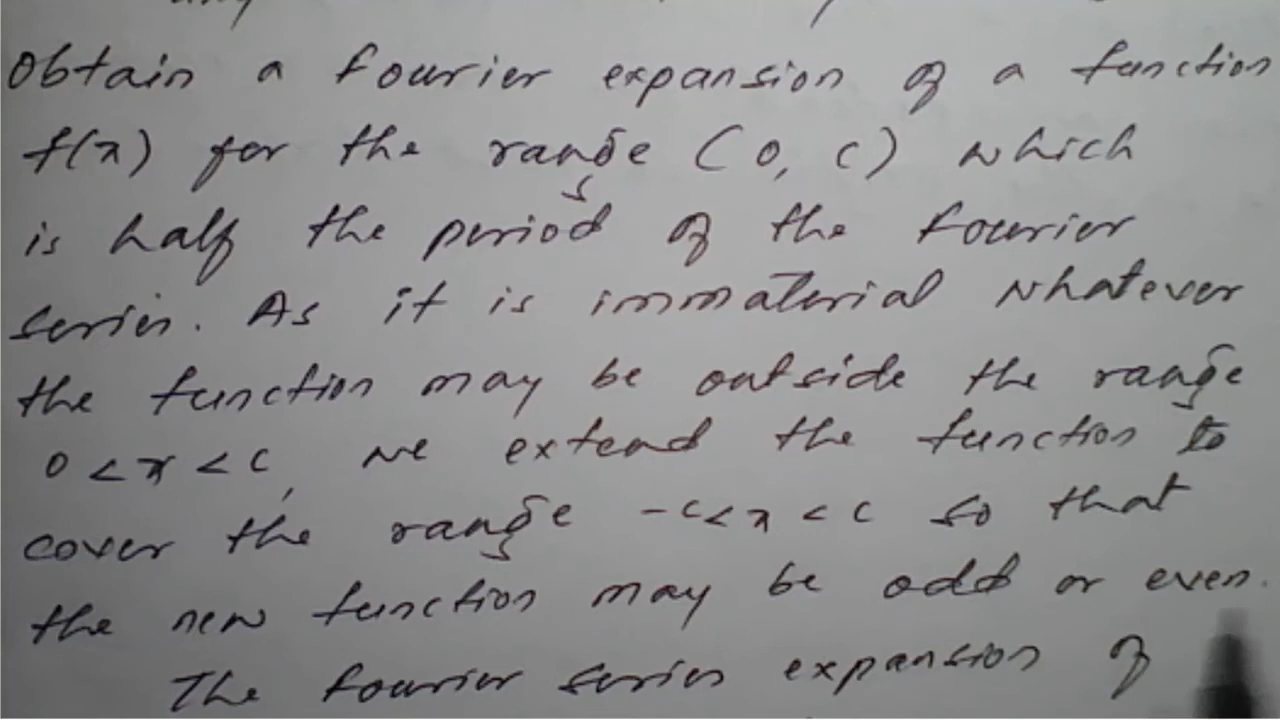 Obtain a fourier expansion of a function
f(x) for the range (0, c) which
is half the period of the fourier
series. As it is immaterial whatever
the function may be outside the range
0 < x < c, we extend the function to
cover the range -c < x < c so that
the new function may be odd or even.
The fourier series expansion of